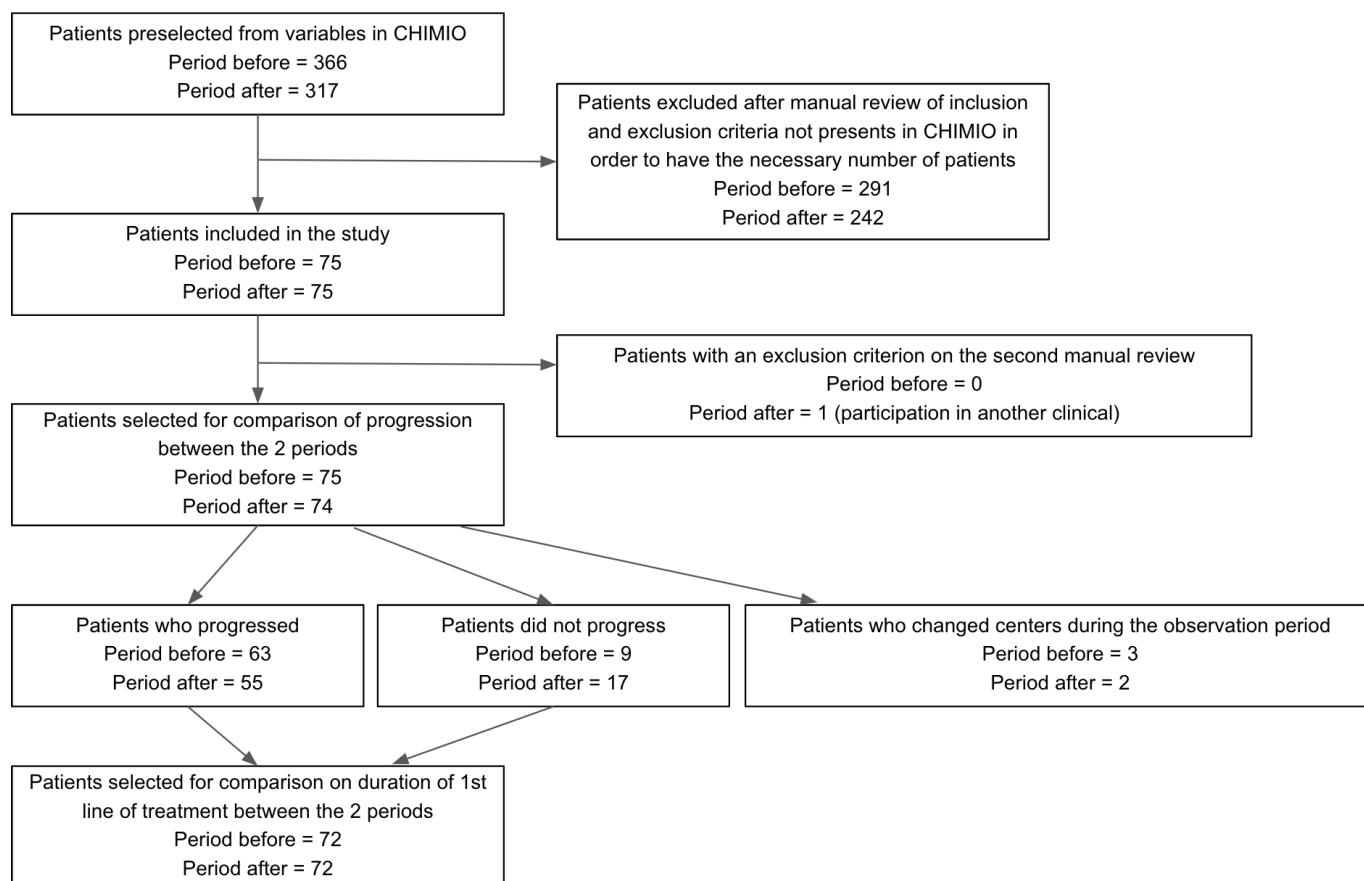 Patients preselected from variables in CHIMIO
Period before = 366
Period after = 317
Patients excluded after manual review of inclusion
and exclusion criteria not presents in CHIMIO in
order to have the necessary number of patients
Period before = 291
Period after = 242
Patients included in the study
Period before = 75
Period after = 75
Patients with an exclusion criterion on the second manual review
Period before = 0
Period after = 1 (participation in another clinical)
Patients selected for comparison of progression
between the 2 periods
Period before = 75
Period after = 74
Patients who progressed
Period before = 63
Period after = 55
Patients did not progress
Period before = 9
Period after = 17
Patients who changed centers during the observation period
Period before = 3
Period after = 2
Patients selected for comparison on duration of 1st
line of treatment between the 2 periods
Period before = 72
Period after = 72